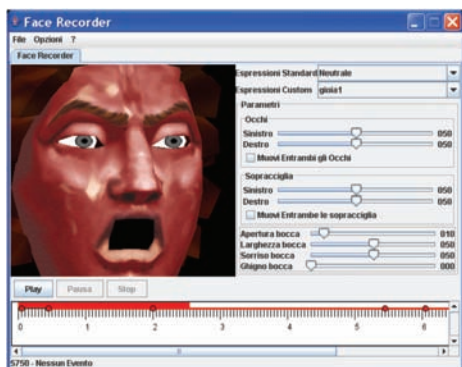 Face Recorder
File Opzioni ?
Face Recorder
Espressioni Standard Neutrale
Espressioni Custom gioia1
Parametri
Occhi
Sinistro 050
Destro 050
Muovi Entrambi gli Occhi
Sopracciglia
Sinistro 050
Destro 050
Muovi Entrambe le sopracciglia
Apertura bocca 010
Larghezza bocca 050
Sorriso bocca 050
Ghigno bocca 000
Play Pausa Stop
0 1 2 3 4 5 6
5750 - Nessun Evento